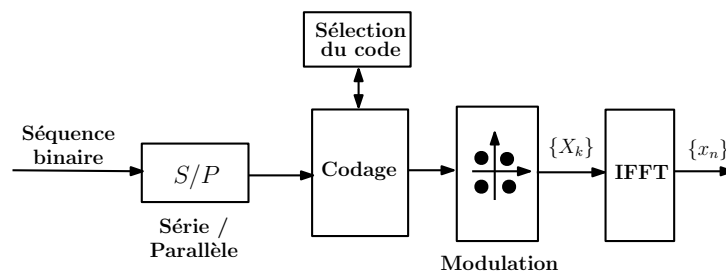 Sélection
du code
Séquence
binaire
S/P
Série /
Parallèle
Codage
Modulation
{X_k}
IFFT
{x_n}